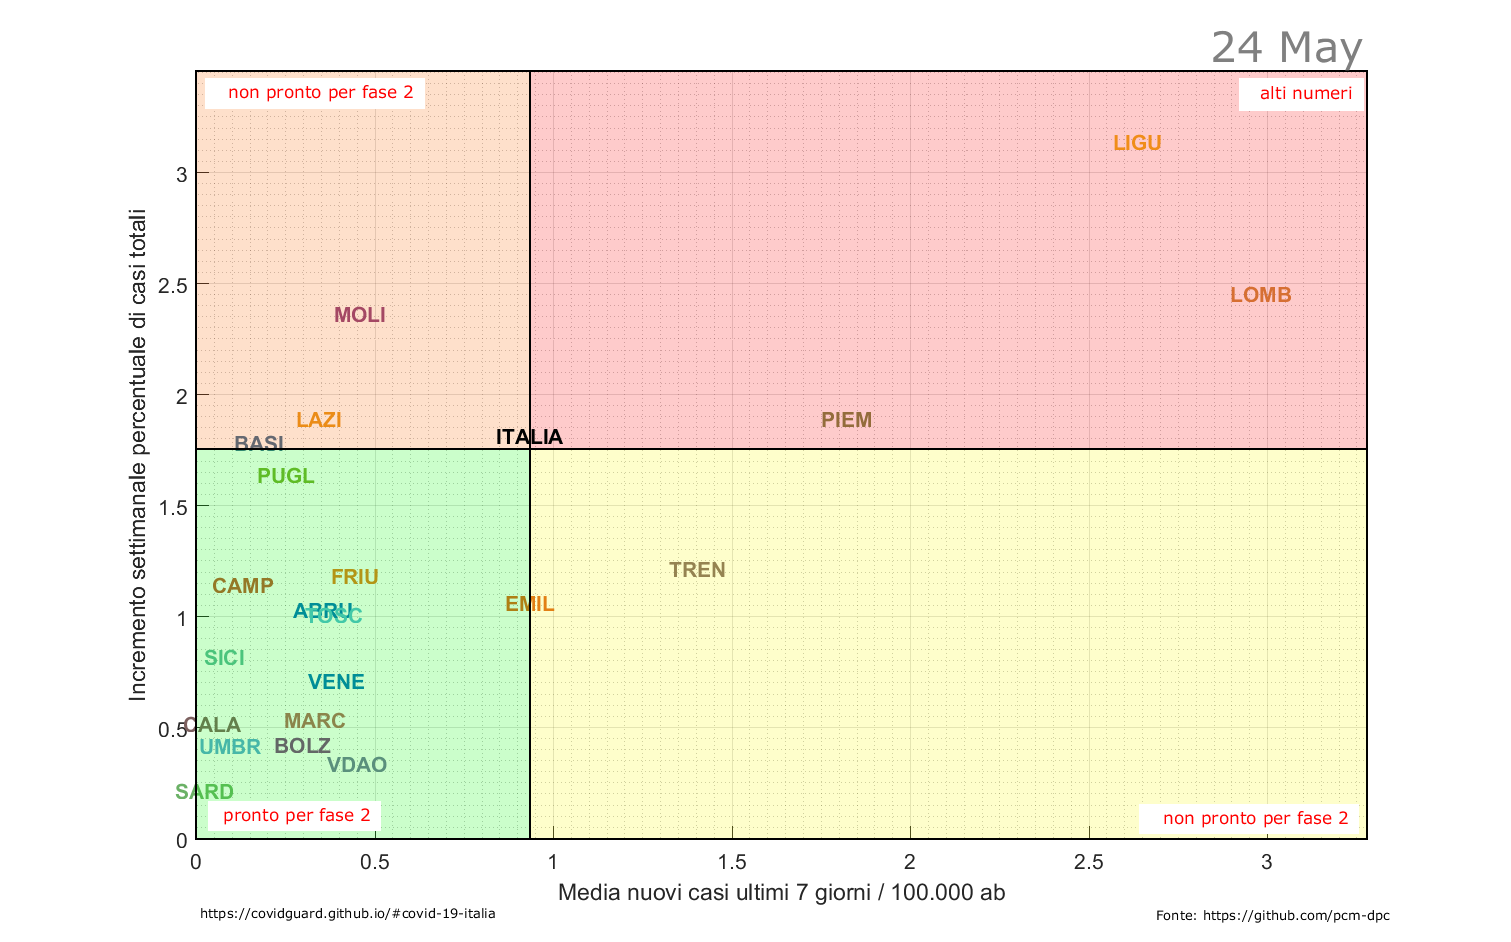 24 May
non pronto per fase 2
alti numeri
LIGU
3
2.5
LOMB
MOLI
2
LAZI
PIEM
BASI
ITALIA
PUGL
1.5
CAMP
FRIU
TREN
ABRU
TOSC
EMIL
1
SICI
VENE
0.5
CALA
MARC
UMBR
BOLZ
VDAO
SARD
pronto per fase 2
non pronto per fase 2
0
Incremento settimanale percentuale di casi totali
0 0.5 1 1.5 2 2.5 3
Media nuovi casi ultimi 7 giorni / 100.000 ab
https://covidguard.github.io/#covid-19-italia
Fonte: https://github.com/pcm-dpc